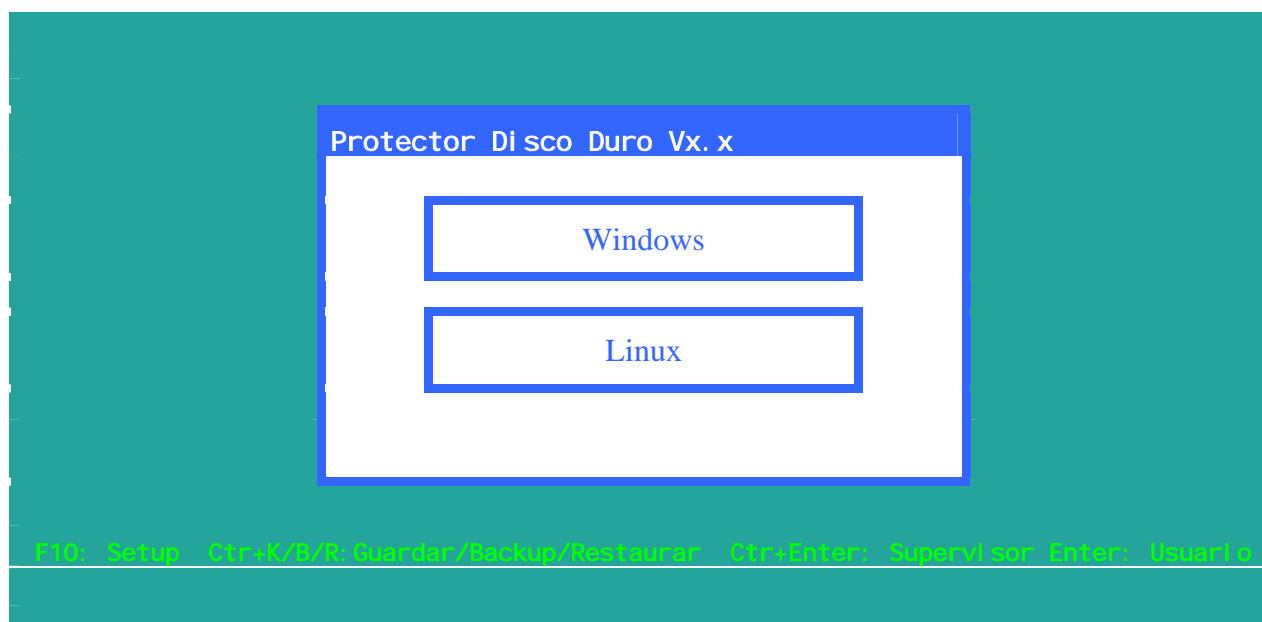 Protector Disco Duro Vx.x
Windows
Linux
F10: Setup Ctr+K/B/R:Guardar/Backup/Restaurar Ctr+Enter: Supervisor Enter: Usuario